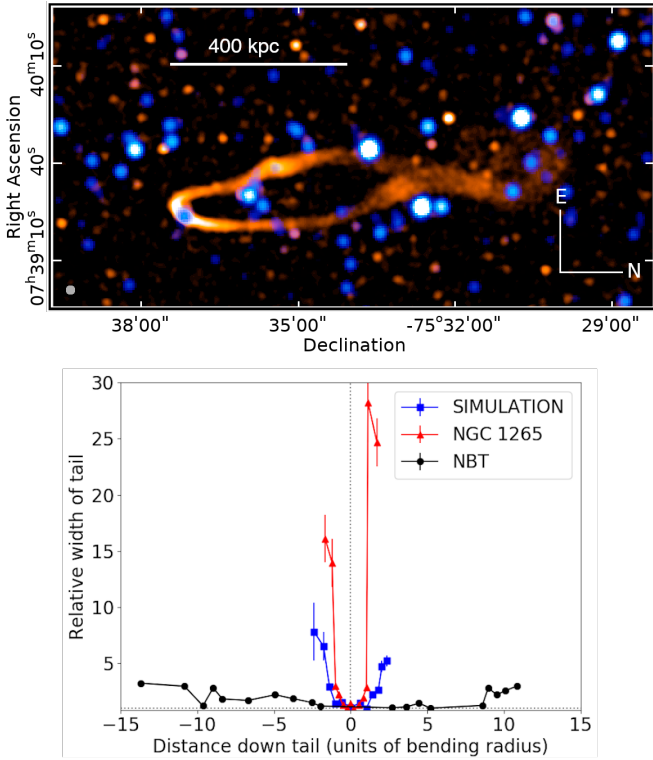 400 kpc
40ᵐ10ˢ
40ˢ
07ʰ39ᵐ10ˢ
Right Ascension
E
N
38'00" 35'00" -75°32'00" 29'00"
Declination
30
25
20
15
10
5
Relative width of tail
SIMULATION
NGC 1265
NBT
−15 −10 −5 0 5 10 15
Distance down tail (units of bending radius)